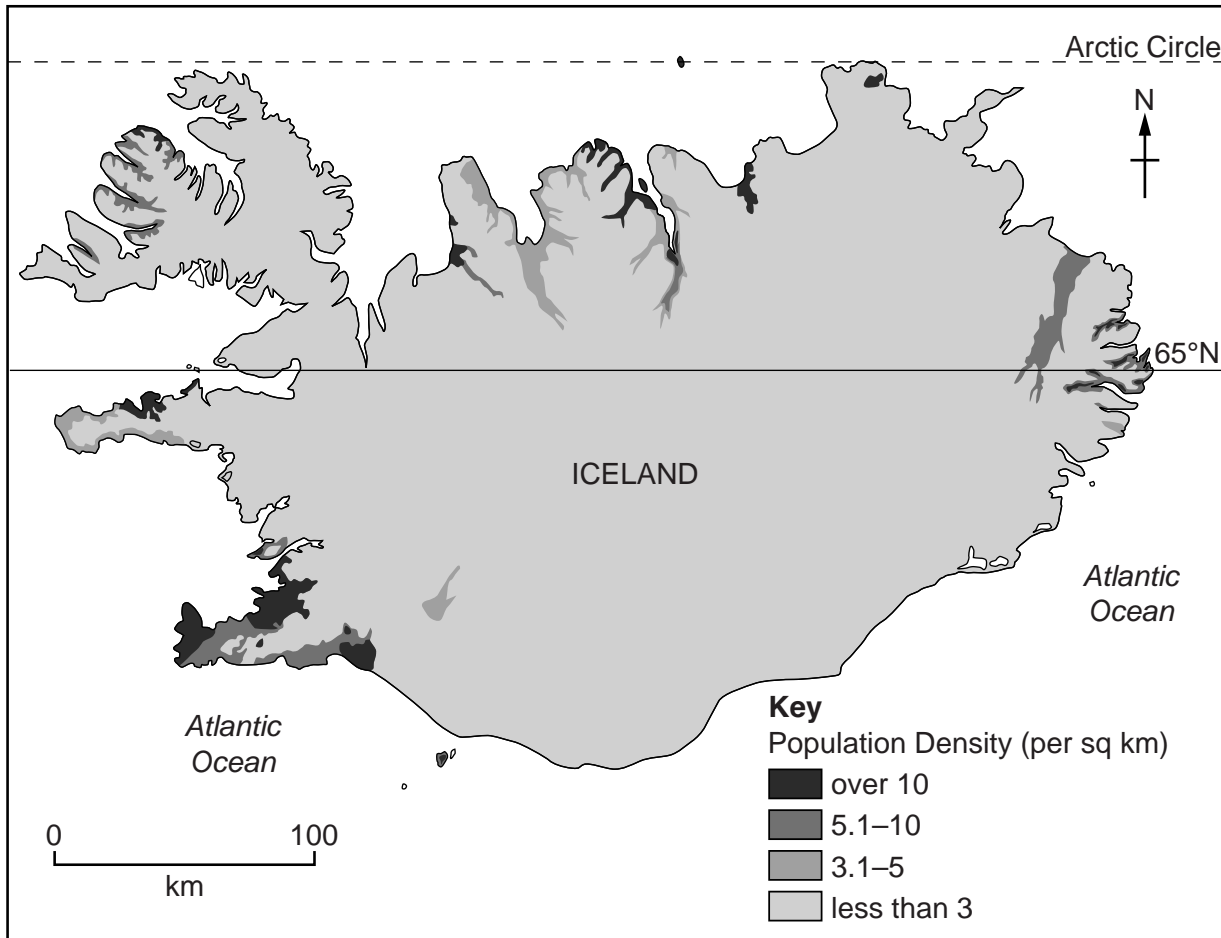 Arctic Circle
N
65°N
ICELAND
Atlantic
Ocean
Atlantic
Ocean
Key
Population Density (per sq km)
over 10
5.1–10
3.1–5
less than 3
0 100
km